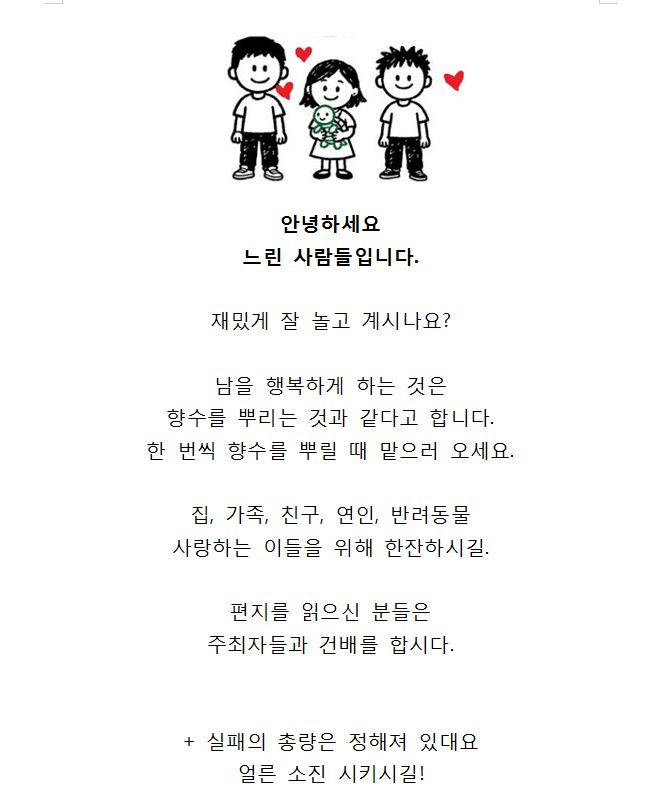 안녕하세요
느린 사람들입니다.
재밌게 잘 놀고 계시나요?
남을 행복하게 하는 것은
향수를 뿌리는 것과 같다고 합니다.
한 번씩 향수를 뿌릴 때 맡으러 오세요.
집, 가족, 친구, 연인, 반려동물
사랑하는 이들을 위해 한잔하시길.
편지를 읽으신 분들은
주최자들과 건배를 합시다.
+ 실패의 총량은 정해져 있대요
얼른 소진 시키시길!